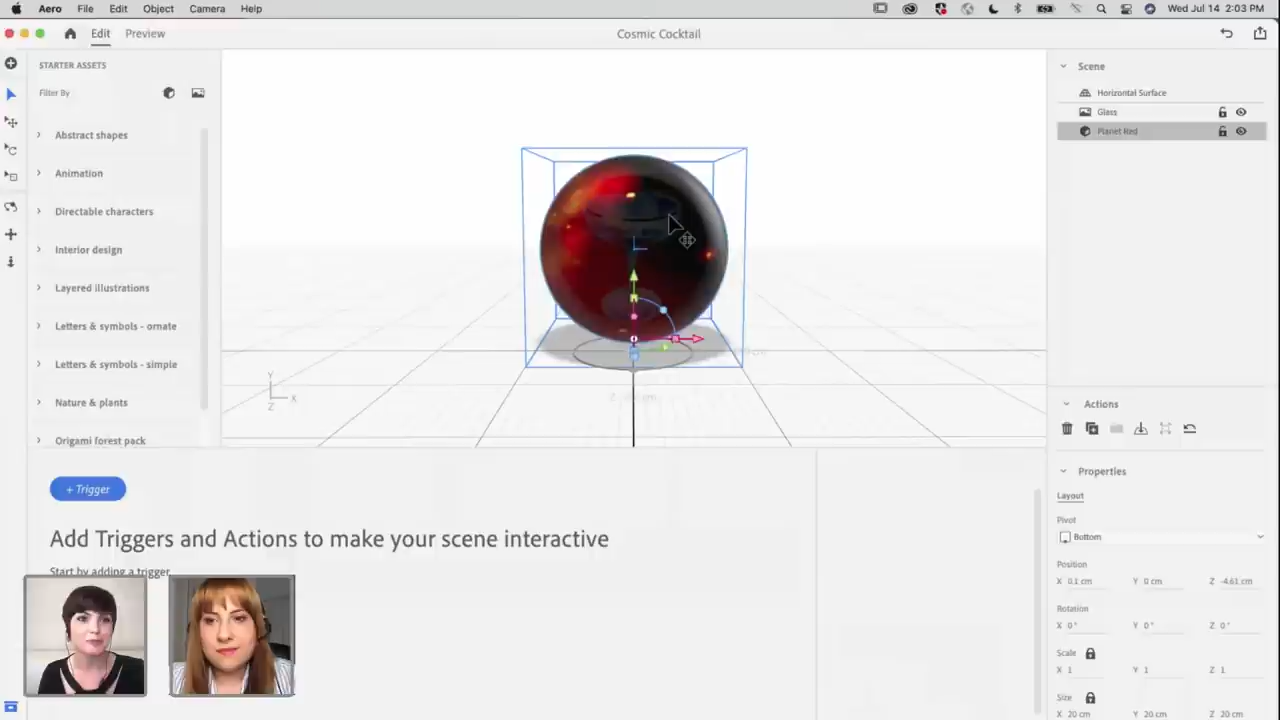 Aero File Edit Object Camera Help
Wed Jul 14 2:03 PM
Edit Preview
Cosmic Cocktail
STARTER ASSETS
Filter By
Abstract shapes
Animation
Directable characters
Interior design
Layered illustrations
Letters & symbols - ornate
Letters & symbols - simple
Nature & plants
Origami forest pack
Y
X
Z
+ Trigger
Add Triggers and Actions to make your scene interactive
Start by adding a trigger
Scene
Horizontal Surface
Glass
Planet Red
Actions
Properties
Layout
Pivot
Bottom
Position
X 0.1 cm Y 0 cm Z -4.61 cm
Rotation
X 0° Y 0° Z 0°
Scale
X 1 Y 1 Z 1
Size
X 20 cm Y 20 cm Z 20 cm